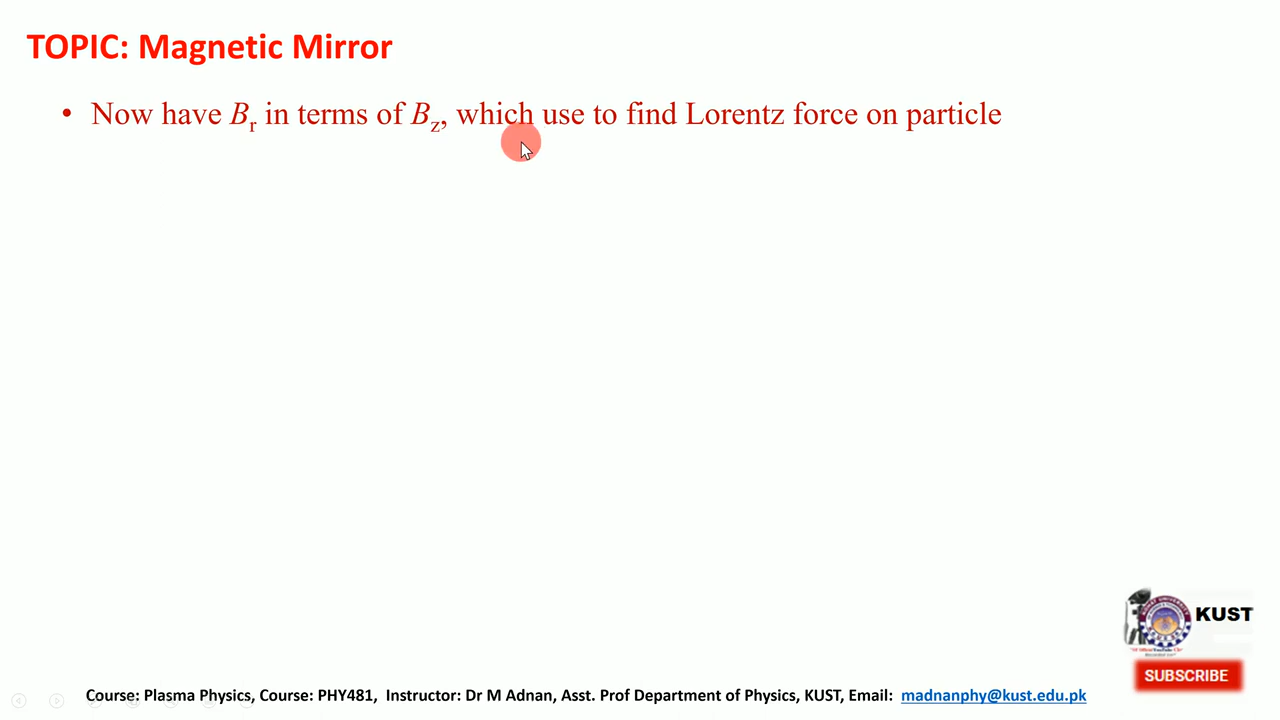 TOPIC: Magnetic Mirror
• Now have Br in terms of Bz, which use to find Lorentz force on particle
KUST
SUBSCRIBE
Course: Plasma Physics, Course: PHY481, Instructor: Dr M Adnan, Asst. Prof Department of Physics, KUST, Email: madnanphy@kust.edu.pk